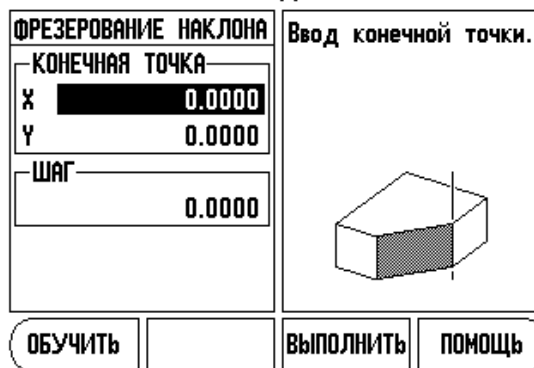 ФРЕЗЕРОВАНИЕ НАКЛОНА
КОНЕЧНАЯ ТОЧКА
X 0.0000
Y 0.0000
ШАГ
0.0000
Ввод конечной точки.
ОБУЧИТЬ
ВЫПОЛНИТЬ
ПОМОЩЬ